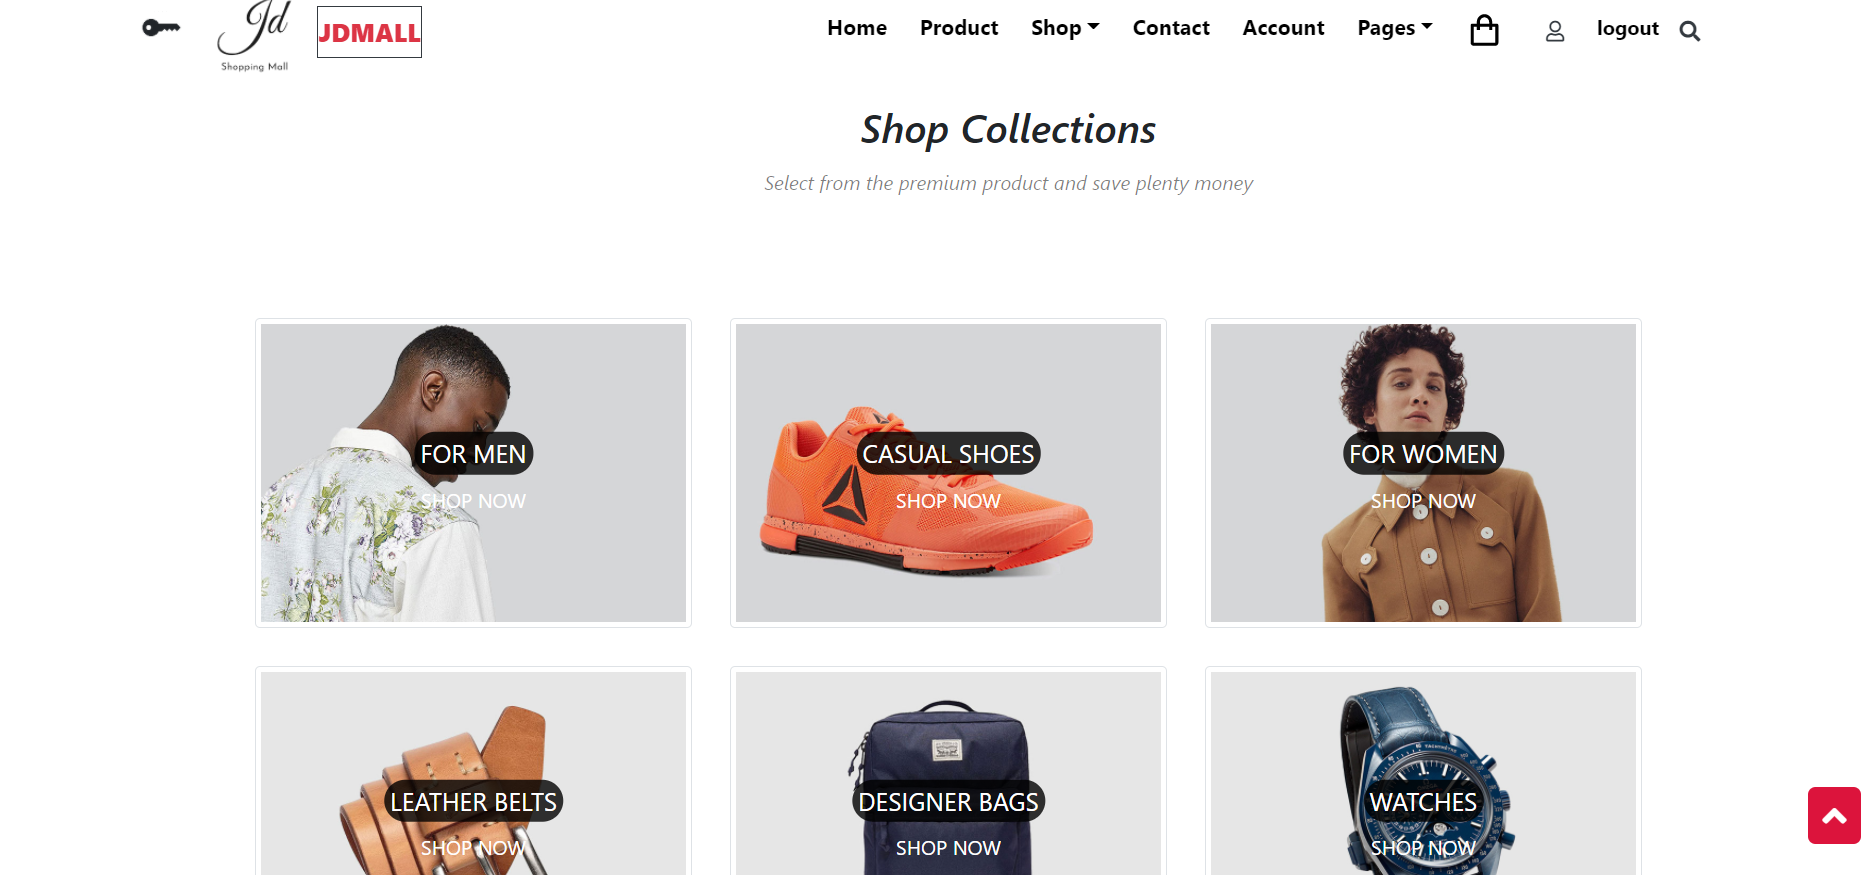 Jd
Shopping Mall
JDMALL
Home Product Shop Contact Account Pages logout
Shop Collections
Select from the premium product and save plenty money
FOR MEN
SHOP NOW
CASUAL SHOES
SHOP NOW
FOR WOMEN
SHOP NOW
LEATHER BELTS
SHOP NOW
DESIGNER BAGS
SHOP NOW
TACHYMÈTRE
WATCHES
SHOP NOW